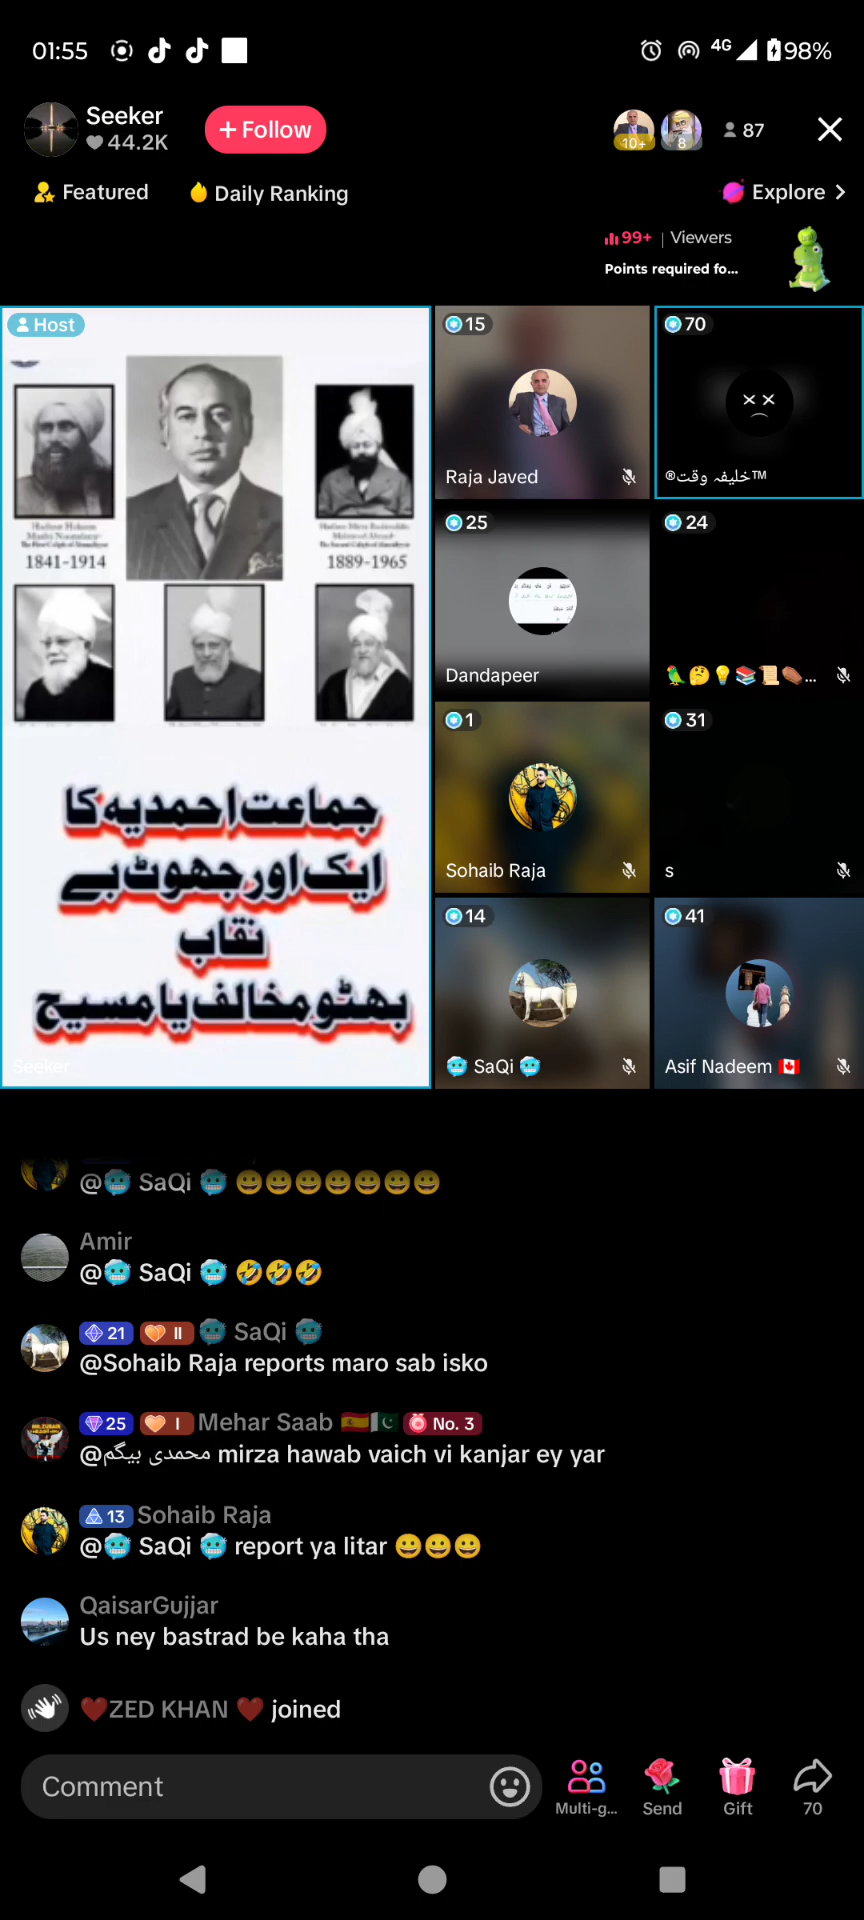 01:55
4G
98%
Seeker
44.2K
+ Follow
10+
8
87
Featured
Daily Ranking
Explore >
99+ | Viewers
Points required fo...
Host
1841-1914
1889-1965
جماعت احمدیہ کا
ایک اور جھوٹ بے
نقاب
بھٹو مخالف یا مسیح
Seeker
15
Raja Javed
70
®خلیفہ وقت™
25
Dandapeer
24
🦜🤔💡📚📜⚰️...
1
Sohaib Raja
31
s
14
🥶 SaQi 🥶
41
Asif Nadeem 🇨🇦
@🥶 SaQi 🥶 😀😀😀😀😀😀😀
Amir
@🥶 SaQi 🥶 🤣🤣🤣
21 II 🥶 SaQi 🥶
@Sohaib Raja reports maro sab isko
25 I Mehar Saab 🇪🇸🇵🇰 No. 3
@محمدی بیگم mirza hawab vaich vi kanjar ey yar
13 Sohaib Raja
@🥶 SaQi 🥶 report ya litar 😀😀😀
QaisarGujjar
Us ney bastrad be kaha tha
❤️ZED KHAN ❤️ joined
Comment
Multi-g...
Send
Gift
70